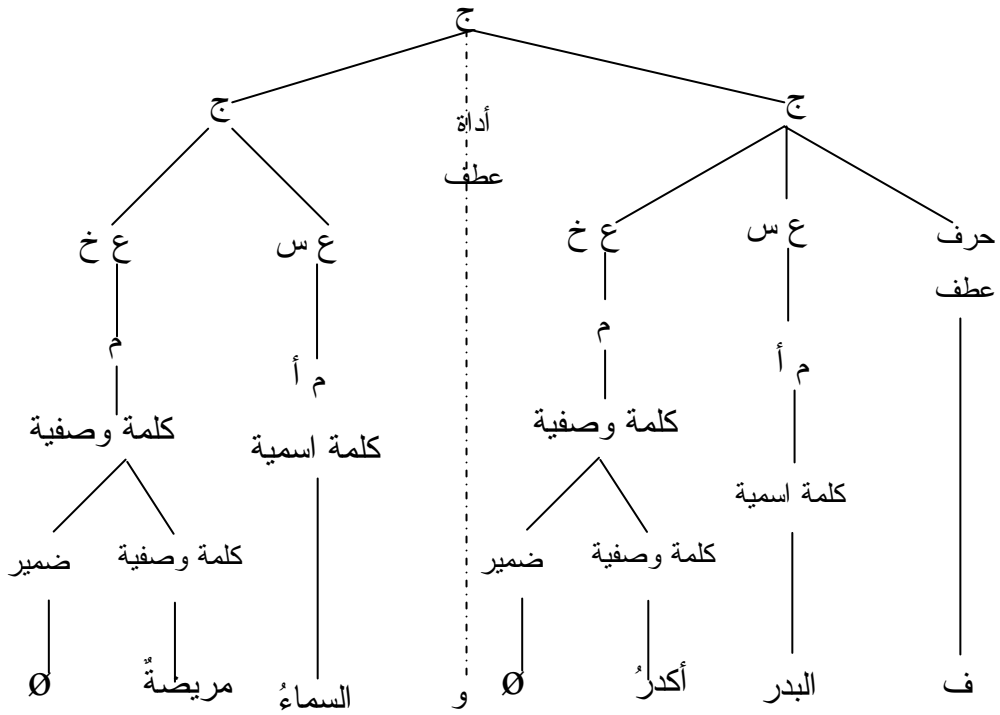 ج
ج
ج
أداة
عطف
حرف
عطف
ع س
ع خ
ع س
ع خ
م أ
م
م أ
م
كلمة اسمية
كلمة وصفية
كلمة اسمية
كلمة وصفية
كلمة وصفية
ضمير
كلمة وصفية
ضمير
ف
البدر
أكدرُ
Ø
و
السماءُ
مريضةٌ
Ø